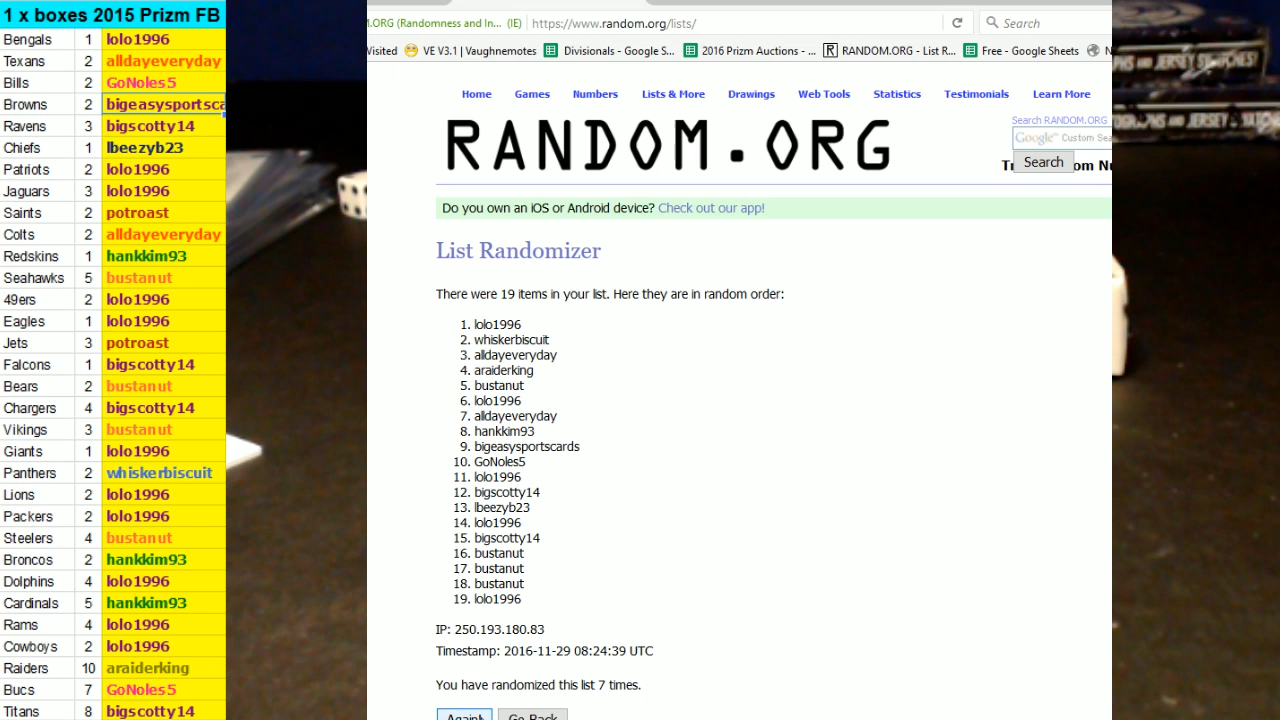 1 x boxes 2015 Prizm FB
Bengals 1 lolo1996
Texans 2 alldayeveryday
Bills 2 GoNoles5
Browns 2 bigeasysportsca
Ravens 3 bigscotty14
Chiefs 1 lbeezyb23
Patriots 2 lolo1996
Jaguars 3 lolo1996
Saints 2 potroast
Colts 2 alldayeveryday
Redskins 1 hankkim93
Seahawks 5 bustanut
49ers 2 lolo1996
Eagles 1 lolo1996
Jets 3 potroast
Falcons 1 bigscotty14
Bears 2 bustanut
Chargers 4 bigscotty14
Vikings 3 bustanut
Giants 1 lolo1996
Panthers 2 whiskerbiscuit
Lions 2 lolo1996
Packers 2 lolo1996
Steelers 4 bustanut
Broncos 2 hankkim93
Dolphins 4 lolo1996
Cardinals 5 hankkim93
Rams 4 lolo1996
Cowboys 2 lolo1996
Raiders 10 araiderking
Bucs 7 GoNoles5
Titans 8 bigscotty14
M.ORG (Randomness and In... (IE) https://www.random.org/lists/ Search
Visited VE V3.1 | Vaughnemotes Divisionals - Google S... 2016 Prizm Auctions - ... RANDOM.ORG - List R... Free - Google Sheets N
Home Games Numbers Lists & More Drawings Web Tools Statistics Testimonials Learn More
Search RANDOM.ORG
RANDOM.ORG
Google™ Custom Sea
Search
Do you own an iOS or Android device? Check out our app!
List Randomizer
There were 19 items in your list. Here they are in random order:
1. lolo1996
2. whiskerbiscuit
3. alldayeveryday
4. araiderking
5. bustanut
6. lolo1996
7. alldayeveryday
8. hankkim93
9. bigeasysportscards
10. GoNoles5
11. lolo1996
12. bigscotty14
13. lbeezyb23
14. lolo1996
15. bigscotty14
16. bustanut
17. bustanut
18. bustanut
19. lolo1996
IP: 250.193.180.83
Timestamp: 2016-11-29 08:24:39 UTC
You have randomized this list 7 times.
Again! Go Back